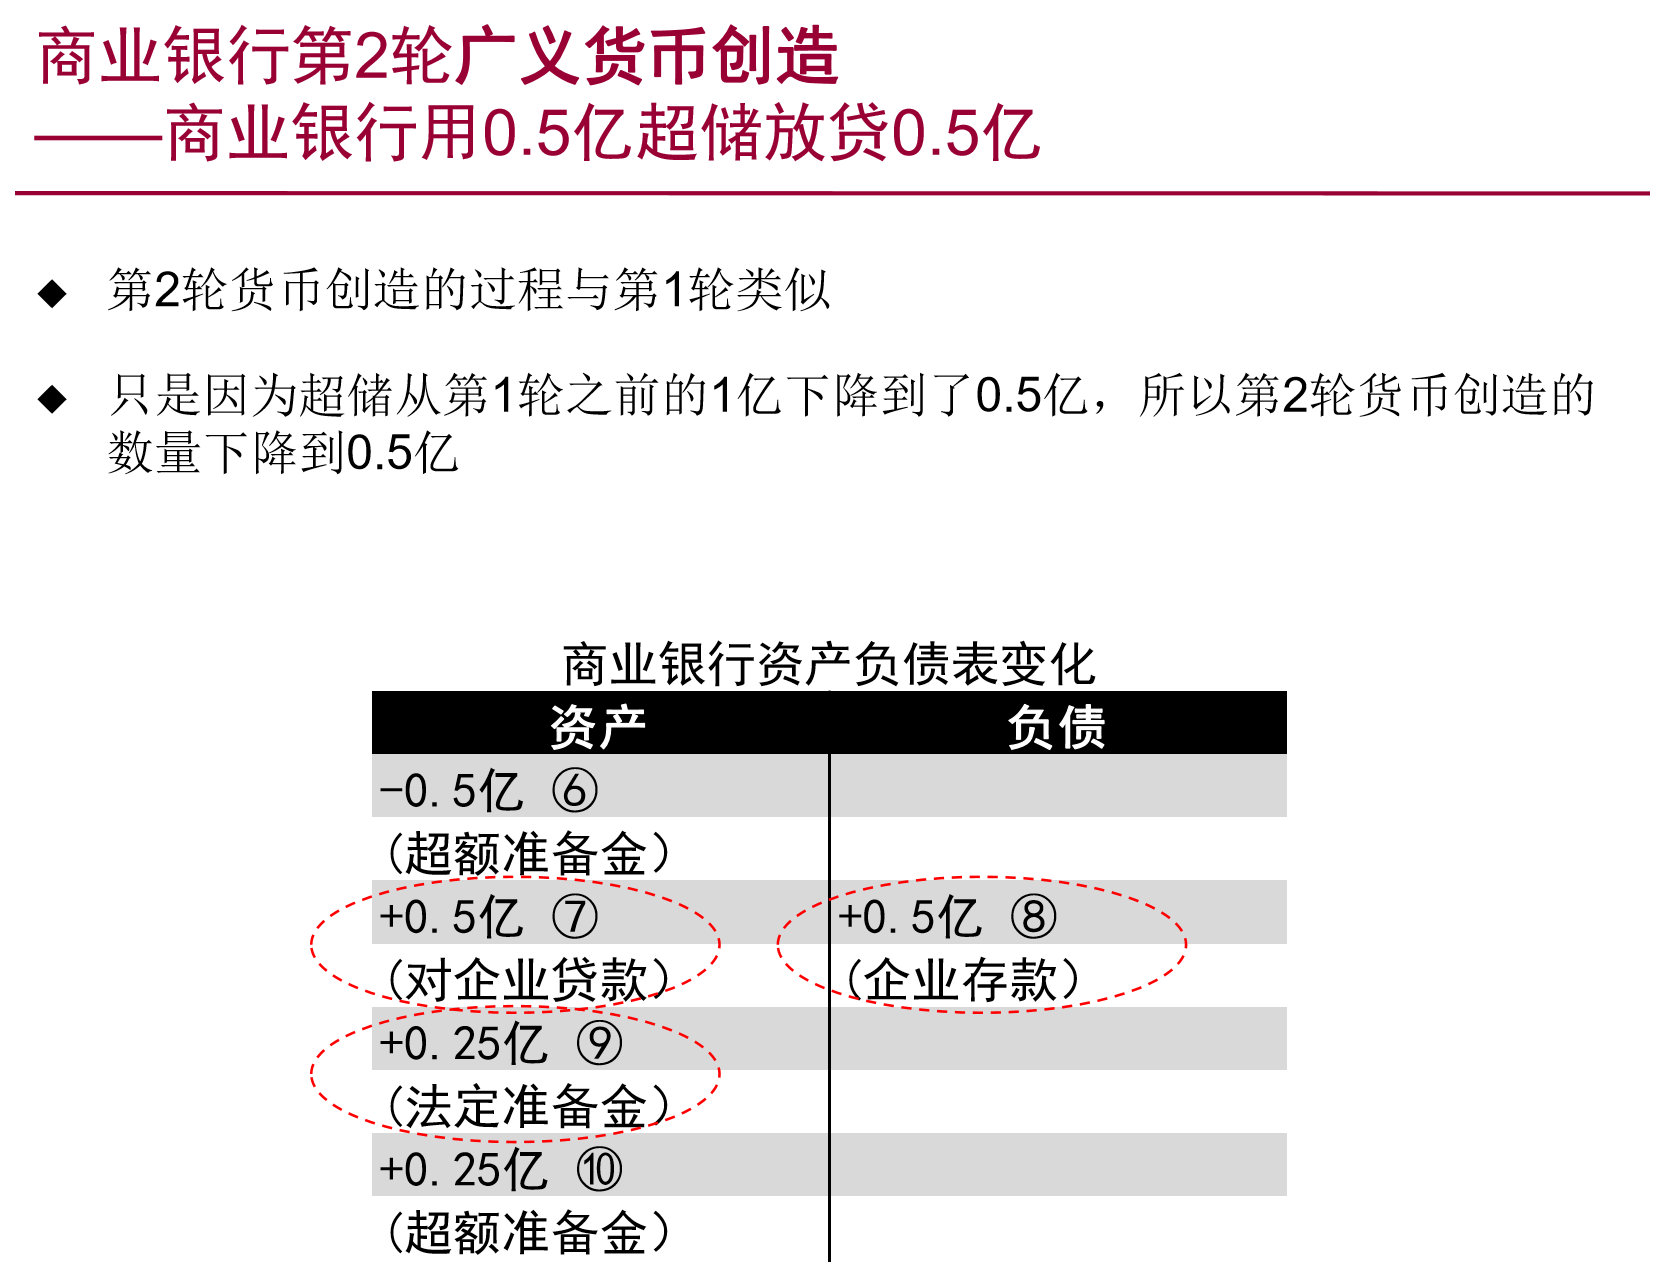 商业银行第2轮广义货币创造
——商业银行用0.5亿超储放贷0.5亿
◆ 第2轮货币创造的过程与第1轮类似
◆ 只是因为超储从第1轮之前的1亿下降到了0.5亿，所以第2轮货币创造的
数量下降到0.5亿
商业银行资产负债表变化
资产 负债
-0.5亿 ⑥
(超额准备金)
+0.5亿 ⑦ +0.5亿 ⑧
(对企业贷款) (企业存款)
+0.25亿 ⑨
(法定准备金)
+0.25亿 ⑩
(超额准备金)